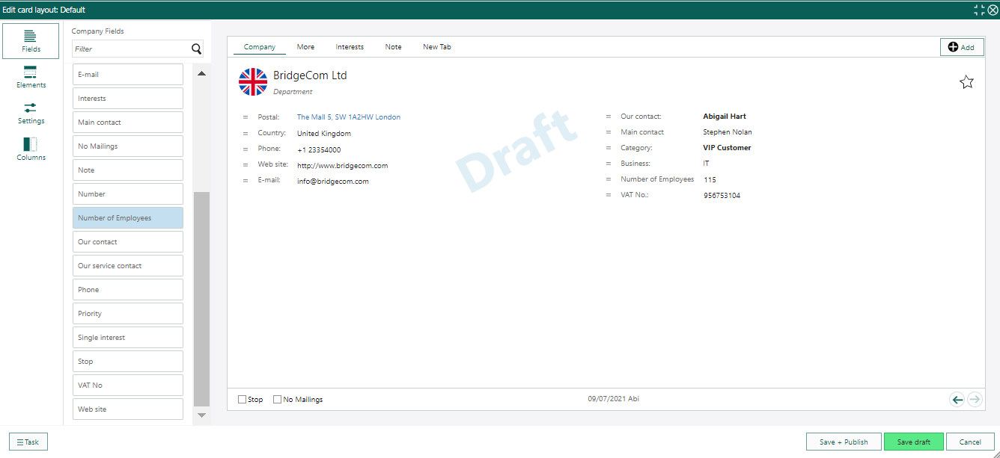 Edit card layout: Default
Fields
Elements
Settings
Columns
Company Fields
Filter
E-mail
Interests
Main contact
No Mailings
Note
Number
Number of Employees
Our contact
Our service contact
Phone
Priority
Single interest
Stop
VAT No
Web site
Company More Interests Note New Tab
Add
BridgeCom Ltd
Department
Postal: The Mall 5, SW 1A2HW London
Country: United Kingdom
Phone: +1 23354000
Web site: http://www.bridgecom.com
E-mail: info@bridgecom.com
Draft
Our contact: Abigail Hart
Main contact Stephen Nolan
Category: VIP Customer
Business: IT
Number of Employees 115
VAT No.: 956753104
Stop No Mailings 09/07/2021 Abi
Task Save + Publish Save draft Cancel